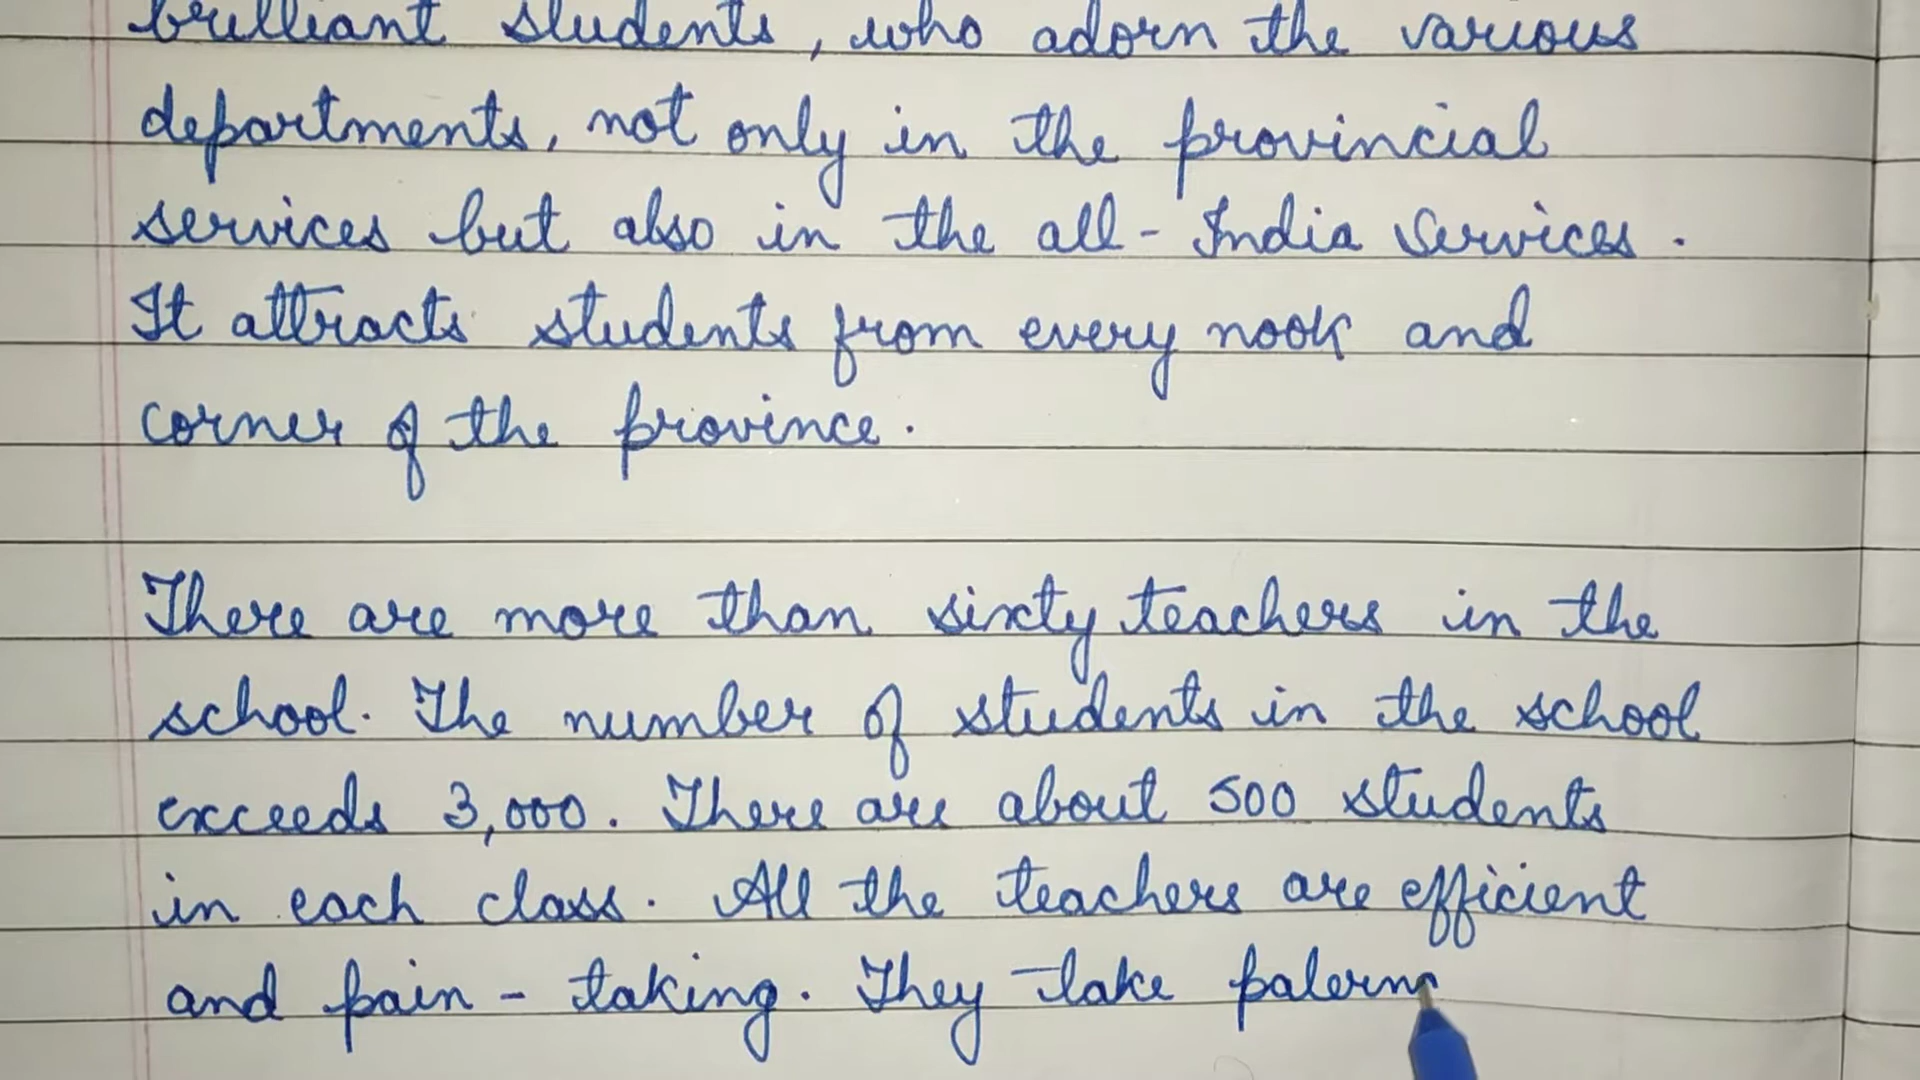 brilliant students, who adorn the various
departments, not only in the provincial
services but also in the all - India Services.
It attracts students from every nook and
corner of the province.
There are more than sixty teachers in the
school. The number of students in the school
exceeds 3,000. There are about 500 students
in each class. All the teachers are efficient
and pain - taking. They take